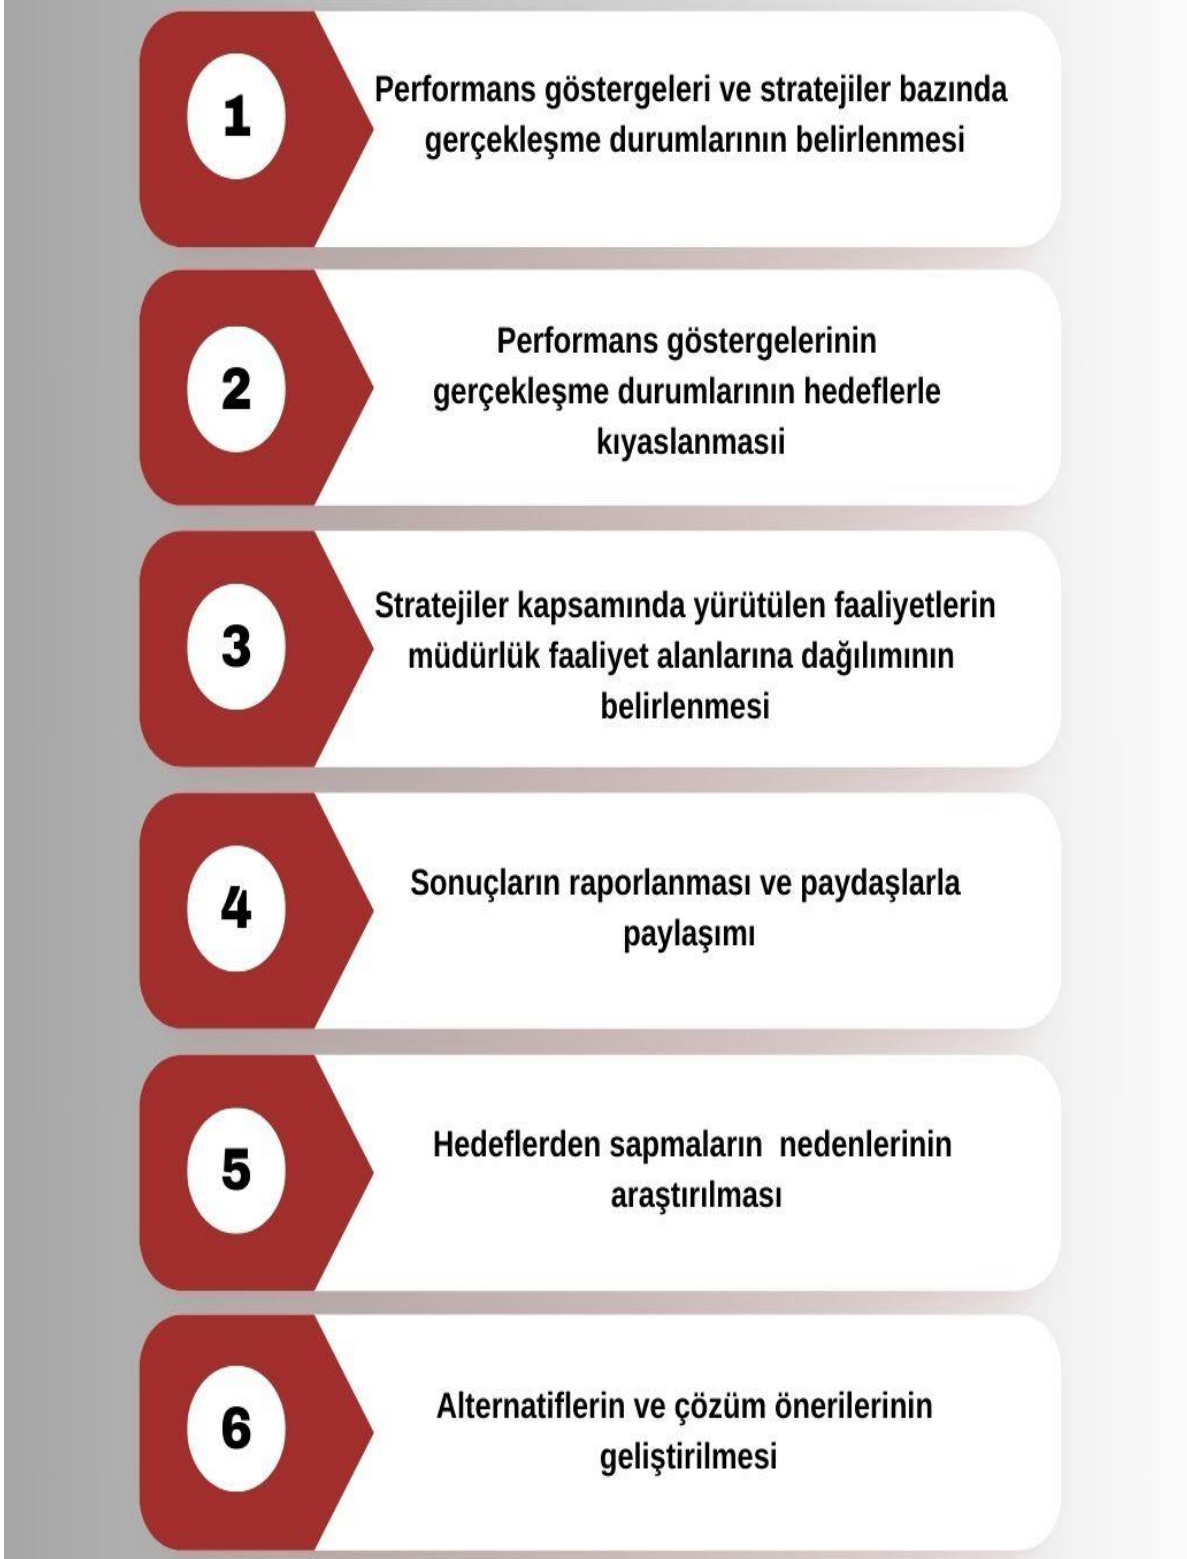 1
Performans göstergeleri ve stratejiler bazında
gerçekleşme durumlarının belirlenmesi
2
Performans göstergelerinin
gerçekleşme durumlarının hedeflerle
kıyaslanmasıi
3
Stratejiler kapsamında yürütülen faaliyetlerin
müdürlük faaliyet alanlarına dağılımının
belirlenmesi
4
Sonuçların raporlanması ve paydaşlarla
paylaşımı
5
Hedeflerden sapmaların  nedenlerinin
araştırılması
6
Alternatiflerin ve çözüm önerilerinin
geliştirilmesi